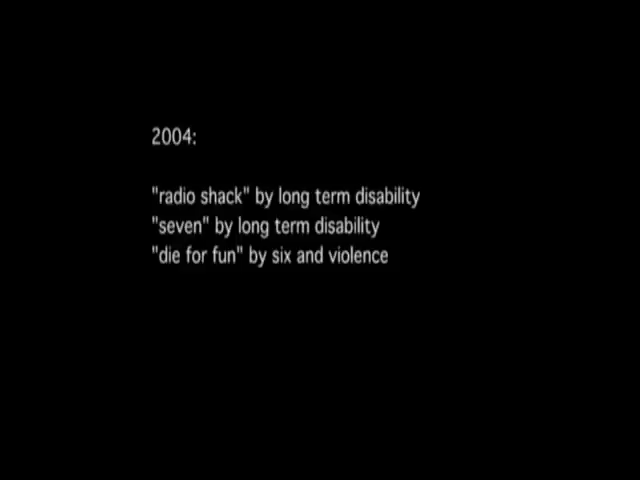 2004:
"radio shack" by long term disability
"seven" by long term disability
"die for fun" by six and violence